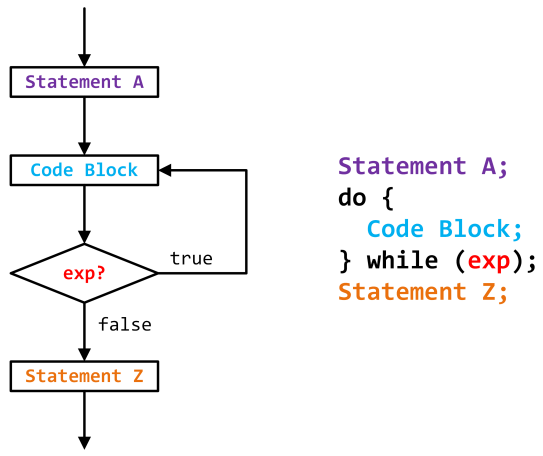 Statement A
Code Block
exp?
true
false
Statement Z
Statement A;
do {
  Code Block;
} while (exp);
Statement Z;